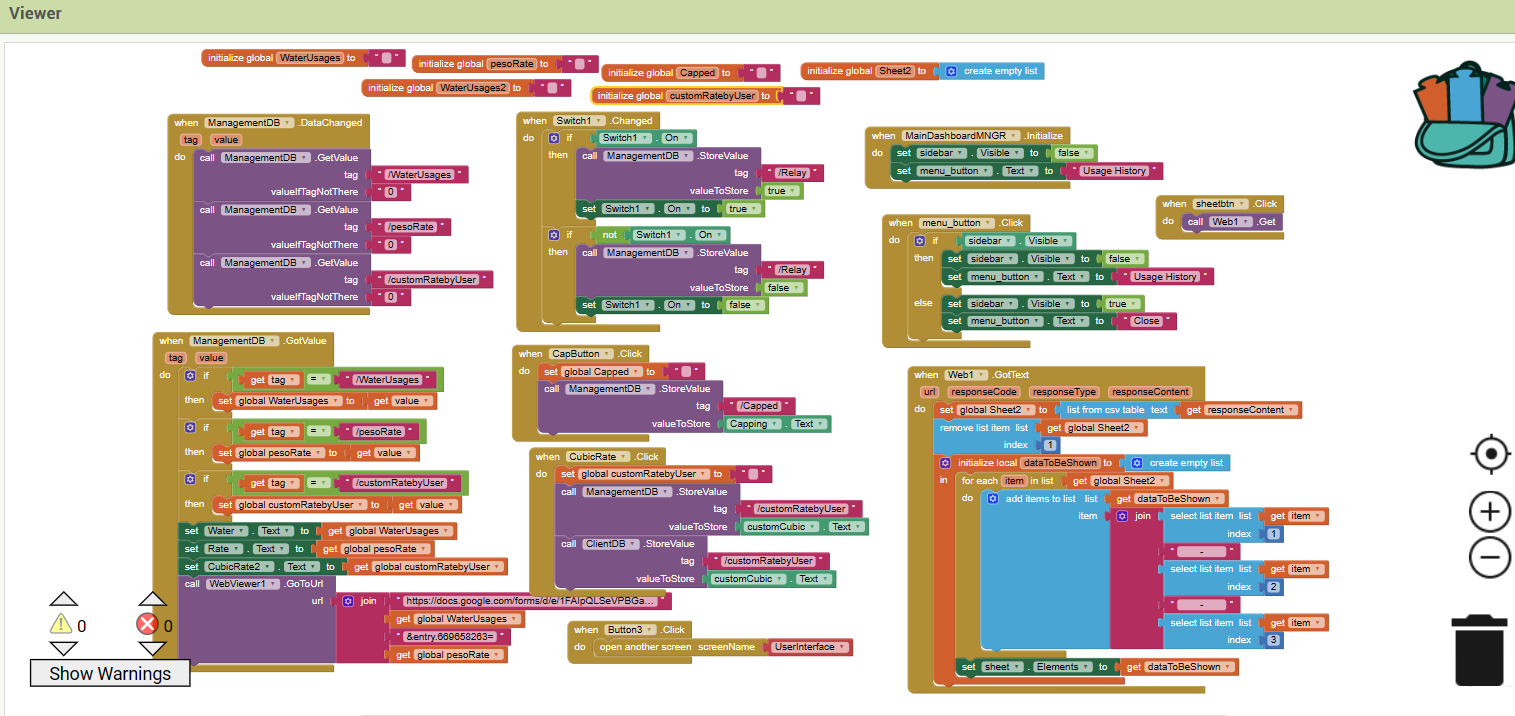 Viewer
initialize global WaterUsages to " "
initialize global pesoRate to " "
initialize global Capped to " "
initialize global Sheet2 to create empty list
initialize global WaterUsages2 to " "
initialize global customRatebyUser to " "
when ManagementDB .DataChanged
tag value
do call ManagementDB .GetValue
tag " /WaterUsages "
valueIfTagNotThere " 0 "
call ManagementDB .GetValue
tag " /pesoRate "
valueIfTagNotThere " 0 "
call ManagementDB .GetValue
tag " /customRatebyUser "
valueIfTagNotThere " 0 "
when ManagementDB .GotValue
tag value
do if get tag = " /WaterUsages "
then set global WaterUsages to get value
if get tag = " /pesoRate "
then set global pesoRate to get value
if get tag = " /customRatebyUser "
then set global customRatebyUser to get value
set Water . Text to get global WaterUsages
set Rate . Text to get global pesoRate
set CubicRate2 . Text to get global customRatebyUser
call WebViewer1 .GoToUrl
url join " https://docs.google.com/forms/d/e/1FAIpQLSeVPBGa... "
get global WaterUsages
" &entry.669658263= "
get global pesoRate
when Switch1 .Changed
do if Switch1 . On
then call ManagementDB .StoreValue
tag " /Relay "
valueToStore true
set Switch1 . On to true
if not Switch1 . On
then call ManagementDB .StoreValue
tag " /Relay "
valueToStore false
set Switch1 . On to false
when CapButton .Click
do set global Capped to " "
call ManagementDB .StoreValue
tag " /Capped "
valueToStore Capping . Text
when CubicRate .Click
do set global customRatebyUser to " "
call ManagementDB .StoreValue
tag " /customRatebyUser "
valueToStore customCubic . Text
call ClientDB .StoreValue
tag " /customRatebyUser "
valueToStore customCubic . Text
when Button3 .Click
do open another screen screenName UserInterface
when MainDashboardMNGR .Initialize
do set sidebar . Visible to false
set menu_button . Text to " Usage History "
when sheetbtn .Click
do call Web1 .Get
when menu_button .Click
do if sidebar . Visible
then set sidebar . Visible to false
set menu_button . Text to " Usage History "
else set sidebar . Visible to true
set menu_button . Text to " Close "
when Web1 .GotText
url responseCode responseType responseContent
do set global Sheet2 to list from csv table text get responseContent
remove list item list get global Sheet2
index 1
initialize local dataToBeShown to create empty list
in for each item in list get global Sheet2
do add items to list list get dataToBeShown
item join select list item list get item
index 1
" - "
select list item list get item
index 2
" - "
select list item list get item
index 3
set sheet . Elements to get dataToBeShown
0 0
Show Warnings